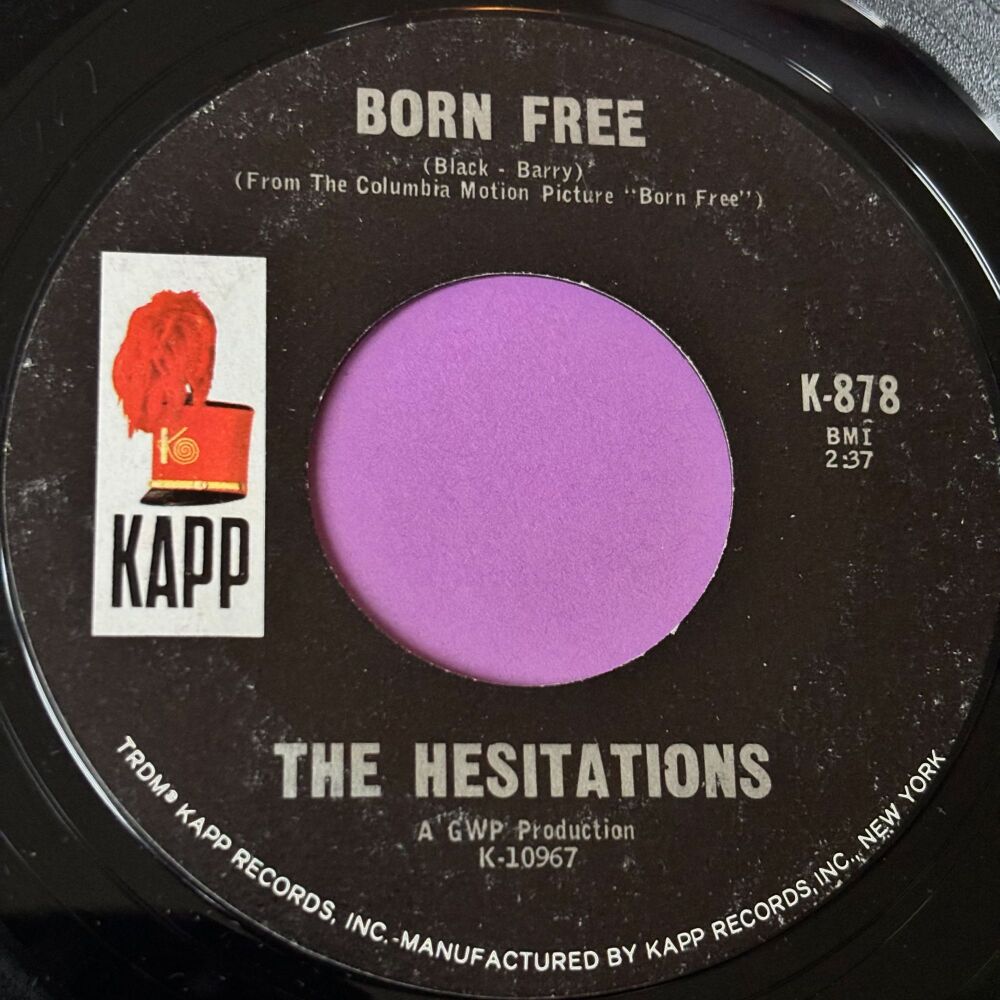 BORN FREE
(Black - Barry)
(From The Columbia Motion Picture "Born Free")
K
KAPP
K-878
BMI
2:37
THE HESITATIONS
A GWP Production
K-10967
TRDM® KAPP RECORDS, INC.-MANUFACTURED BY KAPP RECORDS, INC., NEW YORK